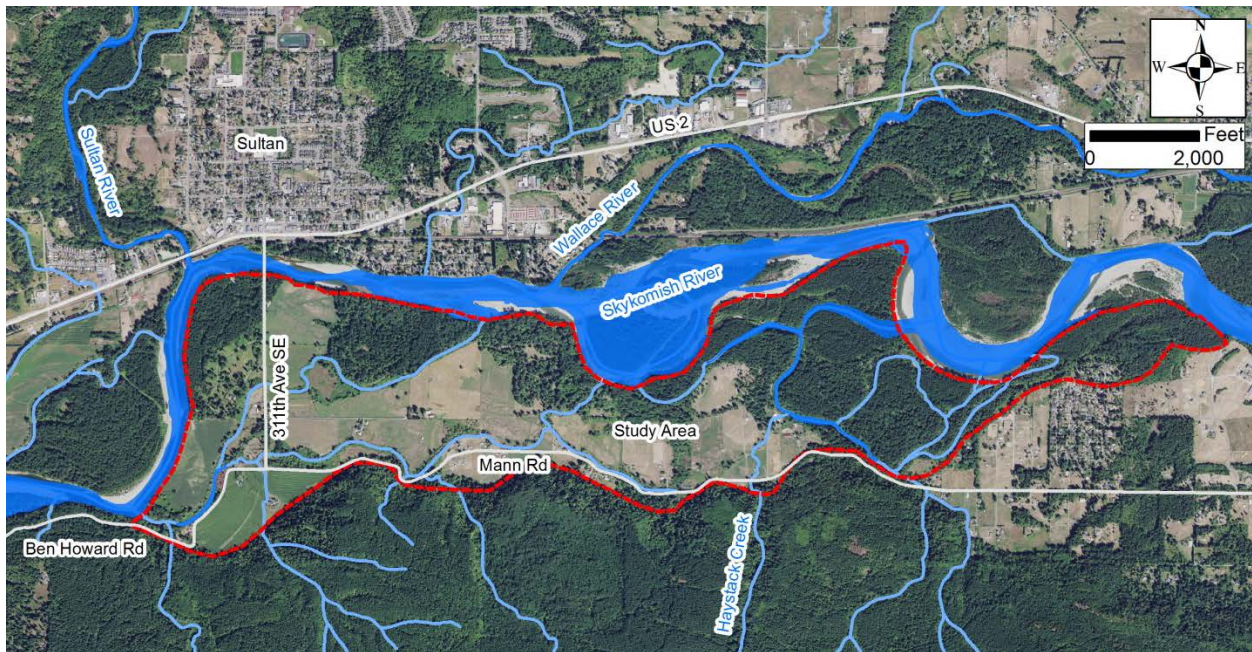 N
W
E
S
Feet
0
2,000
US 2
Sultan
Sultan River
Wallace River
Skykomish River
311th Ave SE
Study Area
Mann Rd
Ben Howard Rd
Haystack Creek